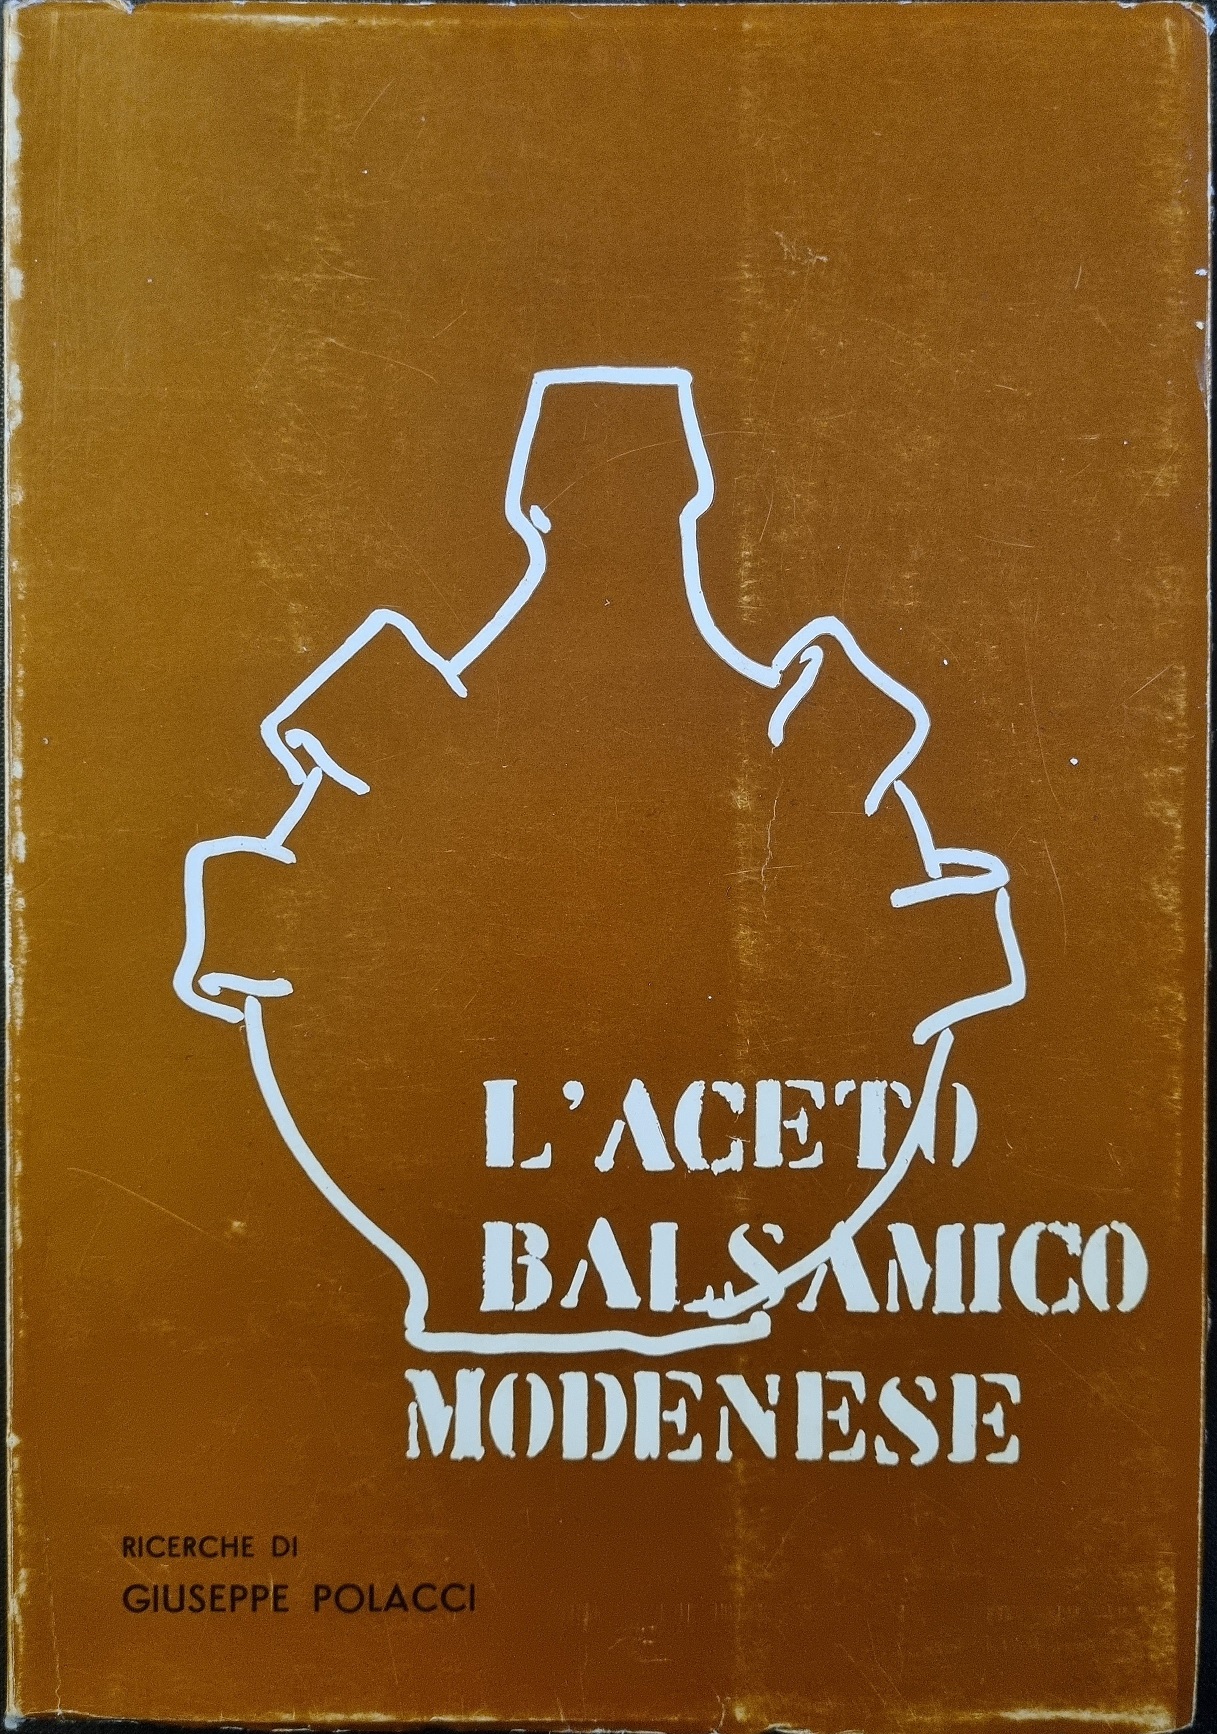 L'ACETO
BALSAMICO
MODENESE
RICERCHE DI
GIUSEPPE POLACCI